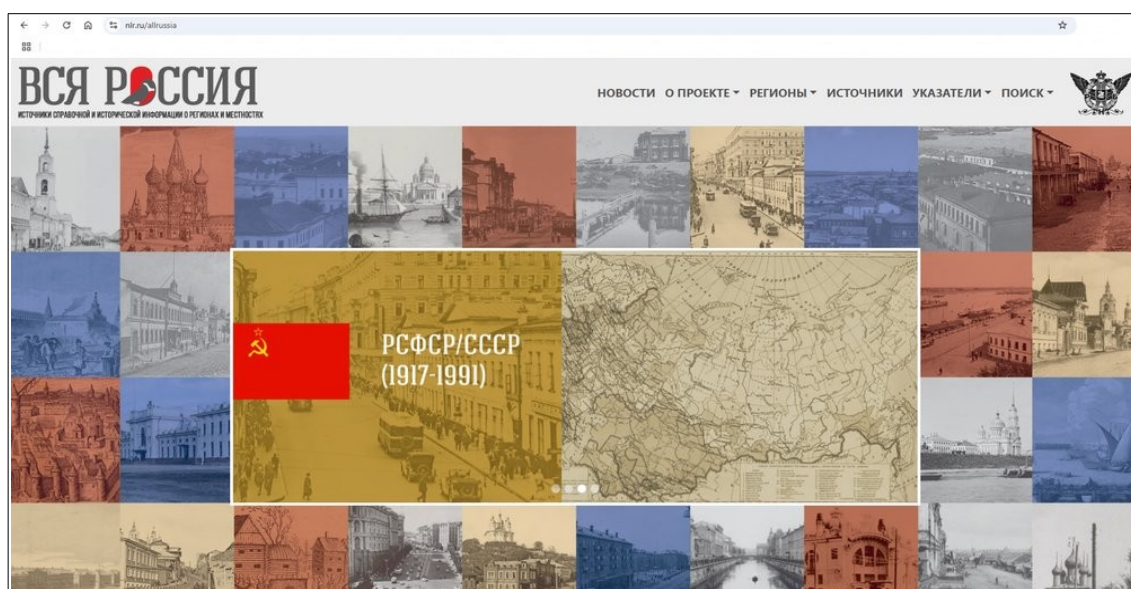 nlr.ru/allrussia
ВСЯ РОССИЯ
ИСТОЧНИКИ СПРАВОЧНОЙ И ИСТОРИЧЕСКОЙ ИНФОРМАЦИИ О РЕГИОНАХ И МЕСТНОСТЯХ
НОВОСТИ О ПРОЕКТЕ РЕГИОНЫ ИСТОЧНИКИ УКАЗАТЕЛИ ПОИСК
РСФСР/СССР
(1917-1991)